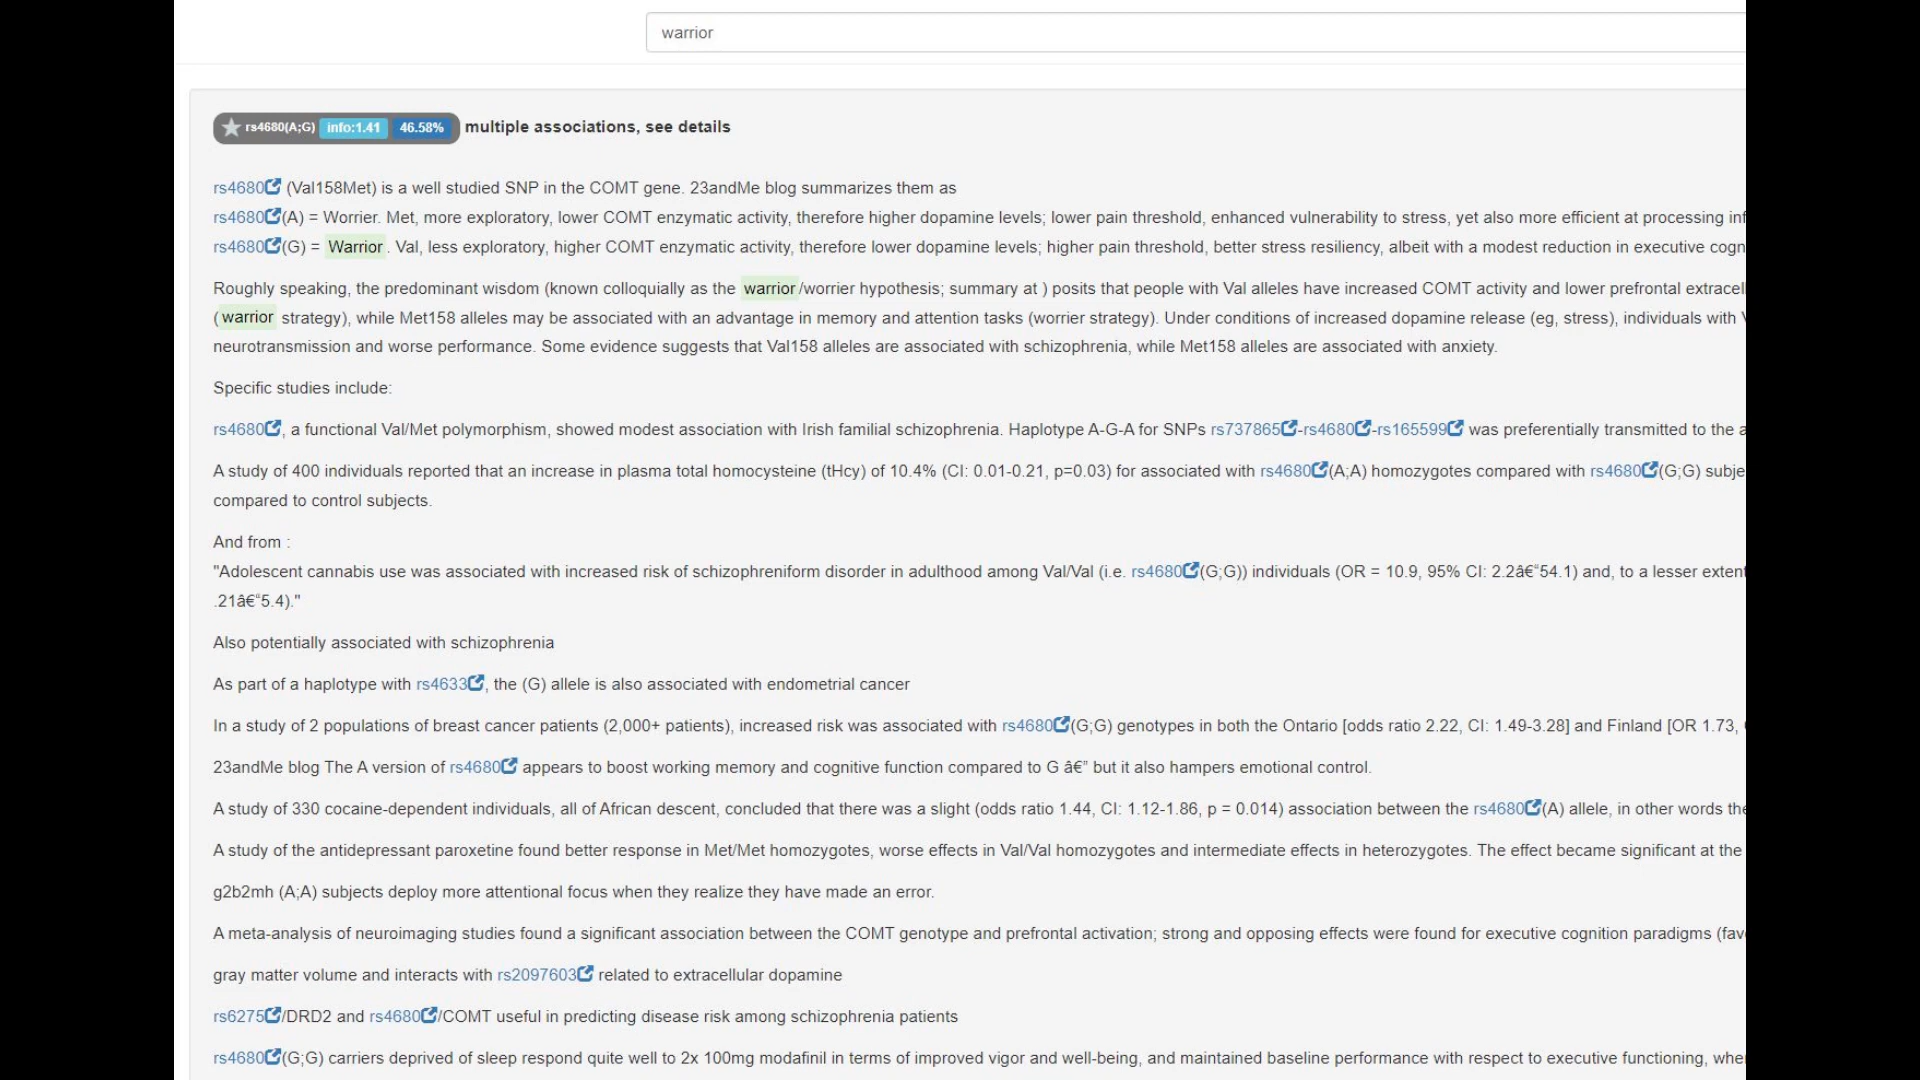 warrior
rs4680(A;G) info:1.41 46.58% multiple associations, see details
rs4680 (Val158Met) is a well studied SNP in the COMT gene. 23andMe blog summarizes them as
rs4680(A) = Worrier. Met, more exploratory, lower COMT enzymatic activity, therefore higher dopamine levels; lower pain threshold, enhanced vulnerability to stress, yet also more efficient at processing inf
rs4680(G) = Warrior . Val, less exploratory, higher COMT enzymatic activity, therefore lower dopamine levels; higher pain threshold, better stress resiliency, albeit with a modest reduction in executive cogn
Roughly speaking, the predominant wisdom (known colloquially as the warrior /worrier hypothesis; summary at ) posits that people with Val alleles have increased COMT activity and lower prefrontal extracel
( warrior strategy), while Met158 alleles may be associated with an advantage in memory and attention tasks (worrier strategy). Under conditions of increased dopamine release (eg, stress), individuals with V
neurotransmission and worse performance. Some evidence suggests that Val158 alleles are associated with schizophrenia, while Met158 alleles are associated with anxiety.
Specific studies include:
rs4680, a functional Val/Met polymorphism, showed modest association with Irish familial schizophrenia. Haplotype A-G-A for SNPs rs737865-rs4680-rs165599 was preferentially transmitted to the a
A study of 400 individuals reported that an increase in plasma total homocysteine (tHcy) of 10.4% (CI: 0.01-0.21, p=0.03) for associated with rs4680(A;A) homozygotes compared with rs4680(G;G) subje
compared to control subjects.
And from :
"Adolescent cannabis use was associated with increased risk of schizophreniform disorder in adulthood among Val/Val (i.e. rs4680(G;G)) individuals (OR = 10.9, 95% CI: 2.2â€“54.1) and, to a lesser extent
.21â€“5.4)."
Also potentially associated with schizophrenia
As part of a haplotype with rs4633, the (G) allele is also associated with endometrial cancer
In a study of 2 populations of breast cancer patients (2,000+ patients), increased risk was associated with rs4680(G;G) genotypes in both the Ontario [odds ratio 2.22, CI: 1.49-3.28] and Finland [OR 1.73,
23andMe blog The A version of rs4680 appears to boost working memory and cognitive function compared to G â€” but it also hampers emotional control.
A study of 330 cocaine-dependent individuals, all of African descent, concluded that there was a slight (odds ratio 1.44, CI: 1.12-1.86, p = 0.014) association between the rs4680(A) allele, in other words the
A study of the antidepressant paroxetine found better response in Met/Met homozygotes, worse effects in Val/Val homozygotes and intermediate effects in heterozygotes. The effect became significant at the
g2b2mh (A;A) subjects deploy more attentional focus when they realize they have made an error.
A meta-analysis of neuroimaging studies found a significant association between the COMT genotype and prefrontal activation; strong and opposing effects were found for executive cognition paradigms (favo
gray matter volume and interacts with rs2097603 related to extracellular dopamine
rs6275/DRD2 and rs4680/COMT useful in predicting disease risk among schizophrenia patients
rs4680(G;G) carriers deprived of sleep respond quite well to 2x 100mg modafinil in terms of improved vigor and well-being, and maintained baseline performance with respect to executive functioning, whe